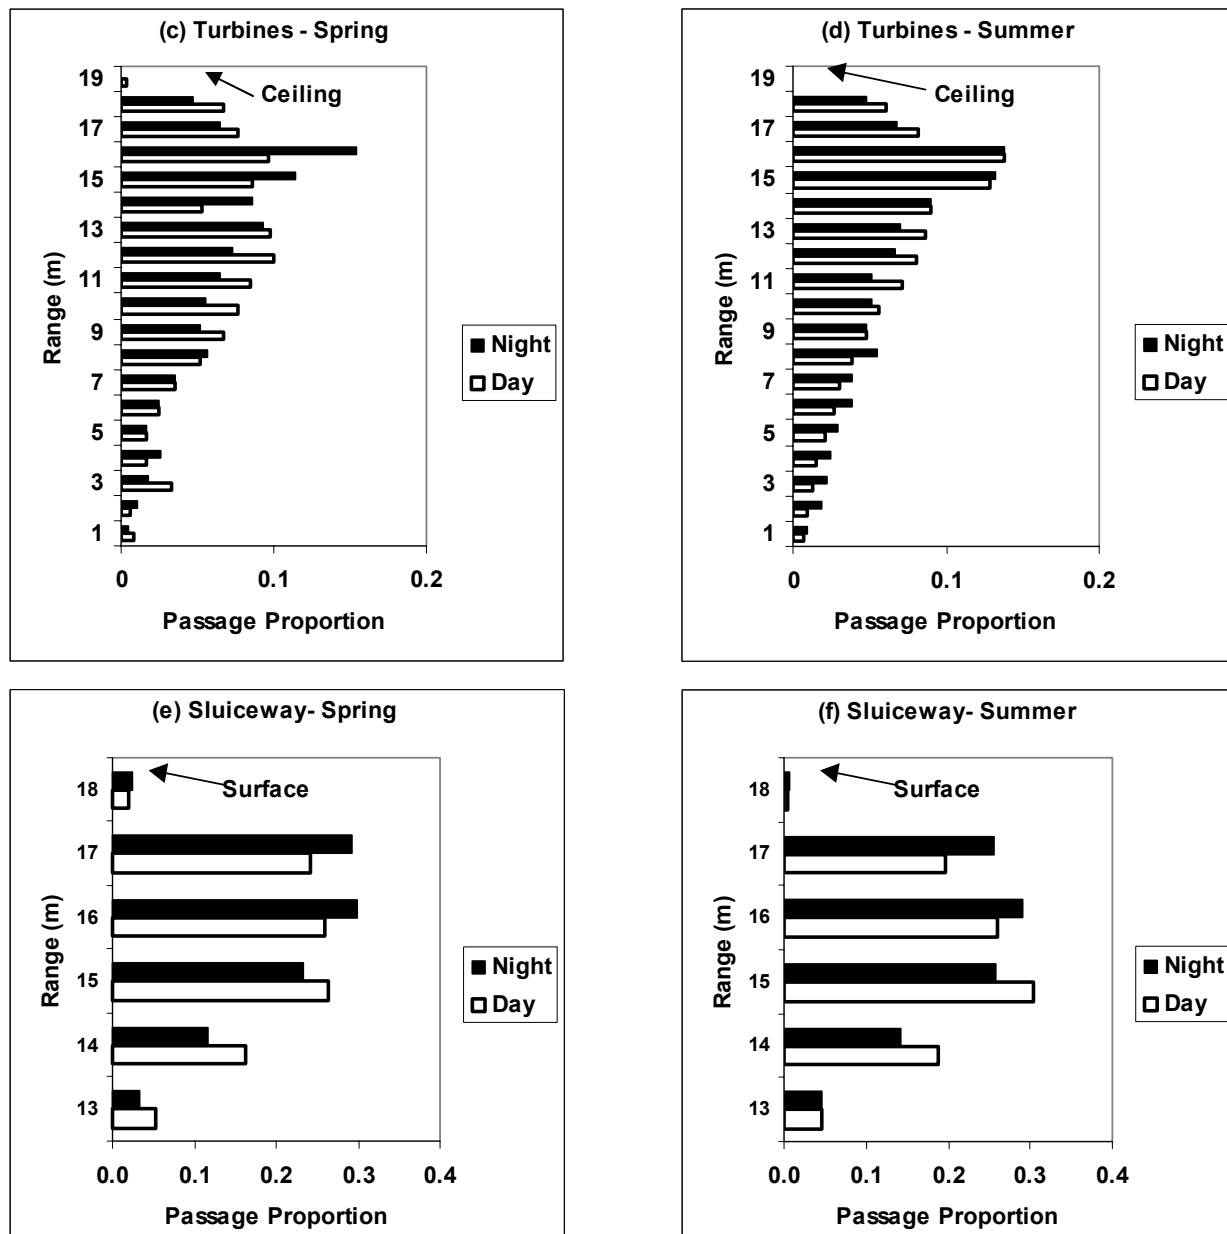 (c) Turbines - Spring
19
17
15
13
11
9
7
5
3
1
Range (m)
Ceiling
Night
Day
0 0.1 0.2
Passage Proportion
(d) Turbines - Summer
19
17
15
13
11
9
7
5
3
1
Range (m)
Ceiling
Night
Day
0 0.1 0.2
Passage Proportion
(e) Sluiceway- Spring
18
17
16
15
14
13
Range (m)
Surface
Night
Day
0.0 0.1 0.2 0.3 0.4
Passage Proportion
(f) Sluiceway- Summer
18
17
16
15
14
13
Range (m)
Surface
Night
Day
0.0 0.1 0.2 0.3 0.4
Passage Proportion